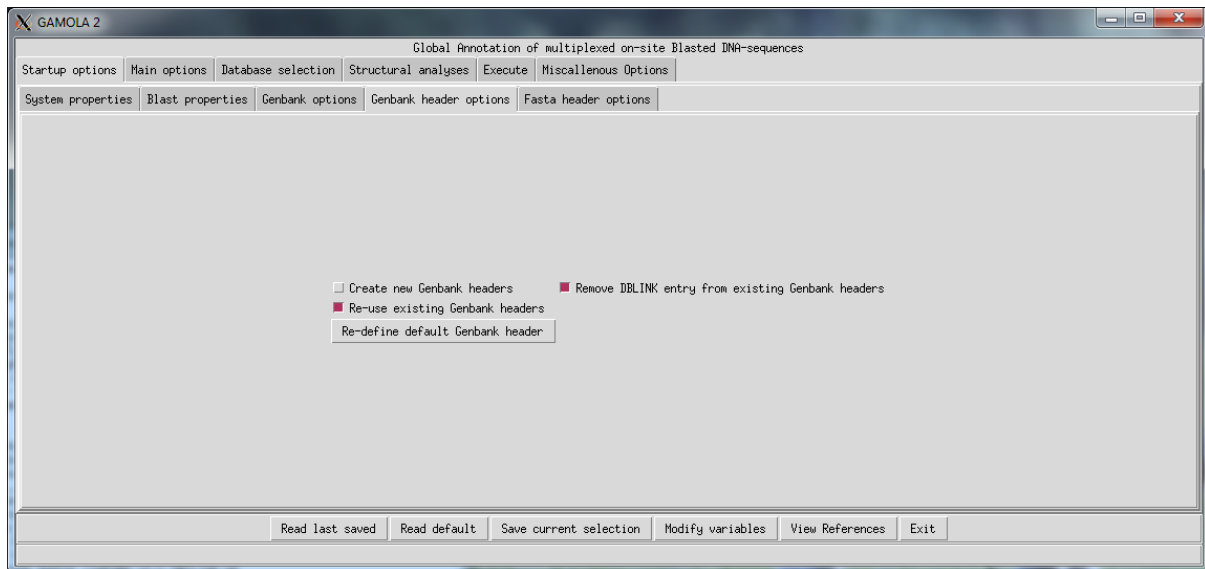 GAMOLA 2
Global Annotation of multiplexed on-site Blasted DNA-sequences
Startup options Main options Database selection Structural analyses Execute Miscallenous Options
System properties Blast properties Genbank options Genbank header options Fasta header options
Create new Genbank headers Remove DBLINK entry from existing Genbank headers
Re-use existing Genbank headers
Re-define default Genbank header
Read last saved Read default Save current selection Modify variables View References Exit